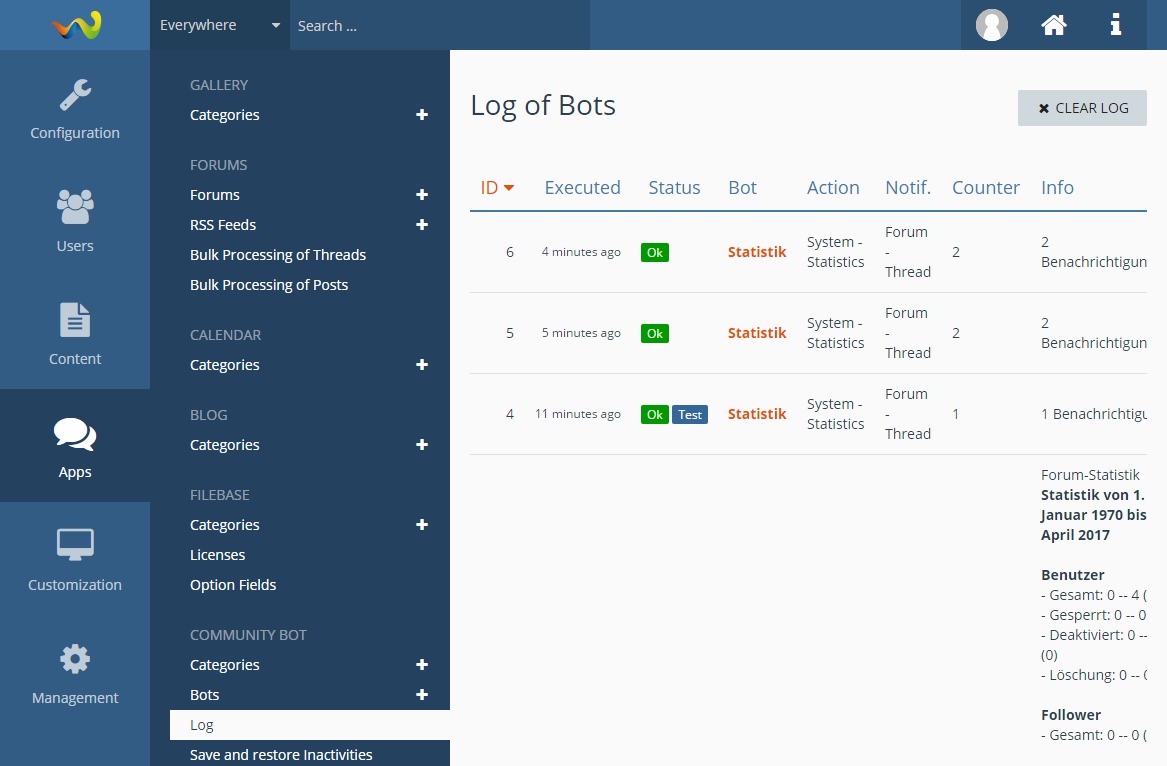 Everywhere
Search ...
Configuration
Users
Content
Apps
Customization
Management
GALLERY
Categories
FORUMS
Forums
RSS Feeds
Bulk Processing of Threads
Bulk Processing of Posts
CALENDAR
Categories
BLOG
Categories
FILEBASE
Categories
Licenses
Option Fields
COMMUNITY BOT
Categories
Bots
Log
Save and restore Inactivities
Log of Bots
CLEAR LOG
ID Executed Status Bot Action Notif. Counter Info
6 4 minutes ago Ok Statistik System - Statistics Forum - Thread 2 2 Benachrichtigun
5 5 minutes ago Ok Statistik System - Statistics Forum - Thread 2 2 Benachrichtigun
4 11 minutes ago Ok Test Statistik System - Statistics Forum - Thread 1 1 Benachrichtigu
Forum-Statistik
Statistik von 1.
Januar 1970 bis
April 2017
Benutzer
- Gesamt: 0 -- 4 (
- Gesperrt: 0 -- 0
- Deaktiviert: 0 --
(0)
- Löschung: 0 -- 0
Follower
- Gesamt: 0 -- 0 (